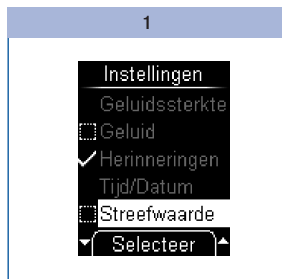 1
Instellingen
Geluidssterkte
Geluid
Herinneringen
Tijd/Datum
Streefwaarde
Selecteer